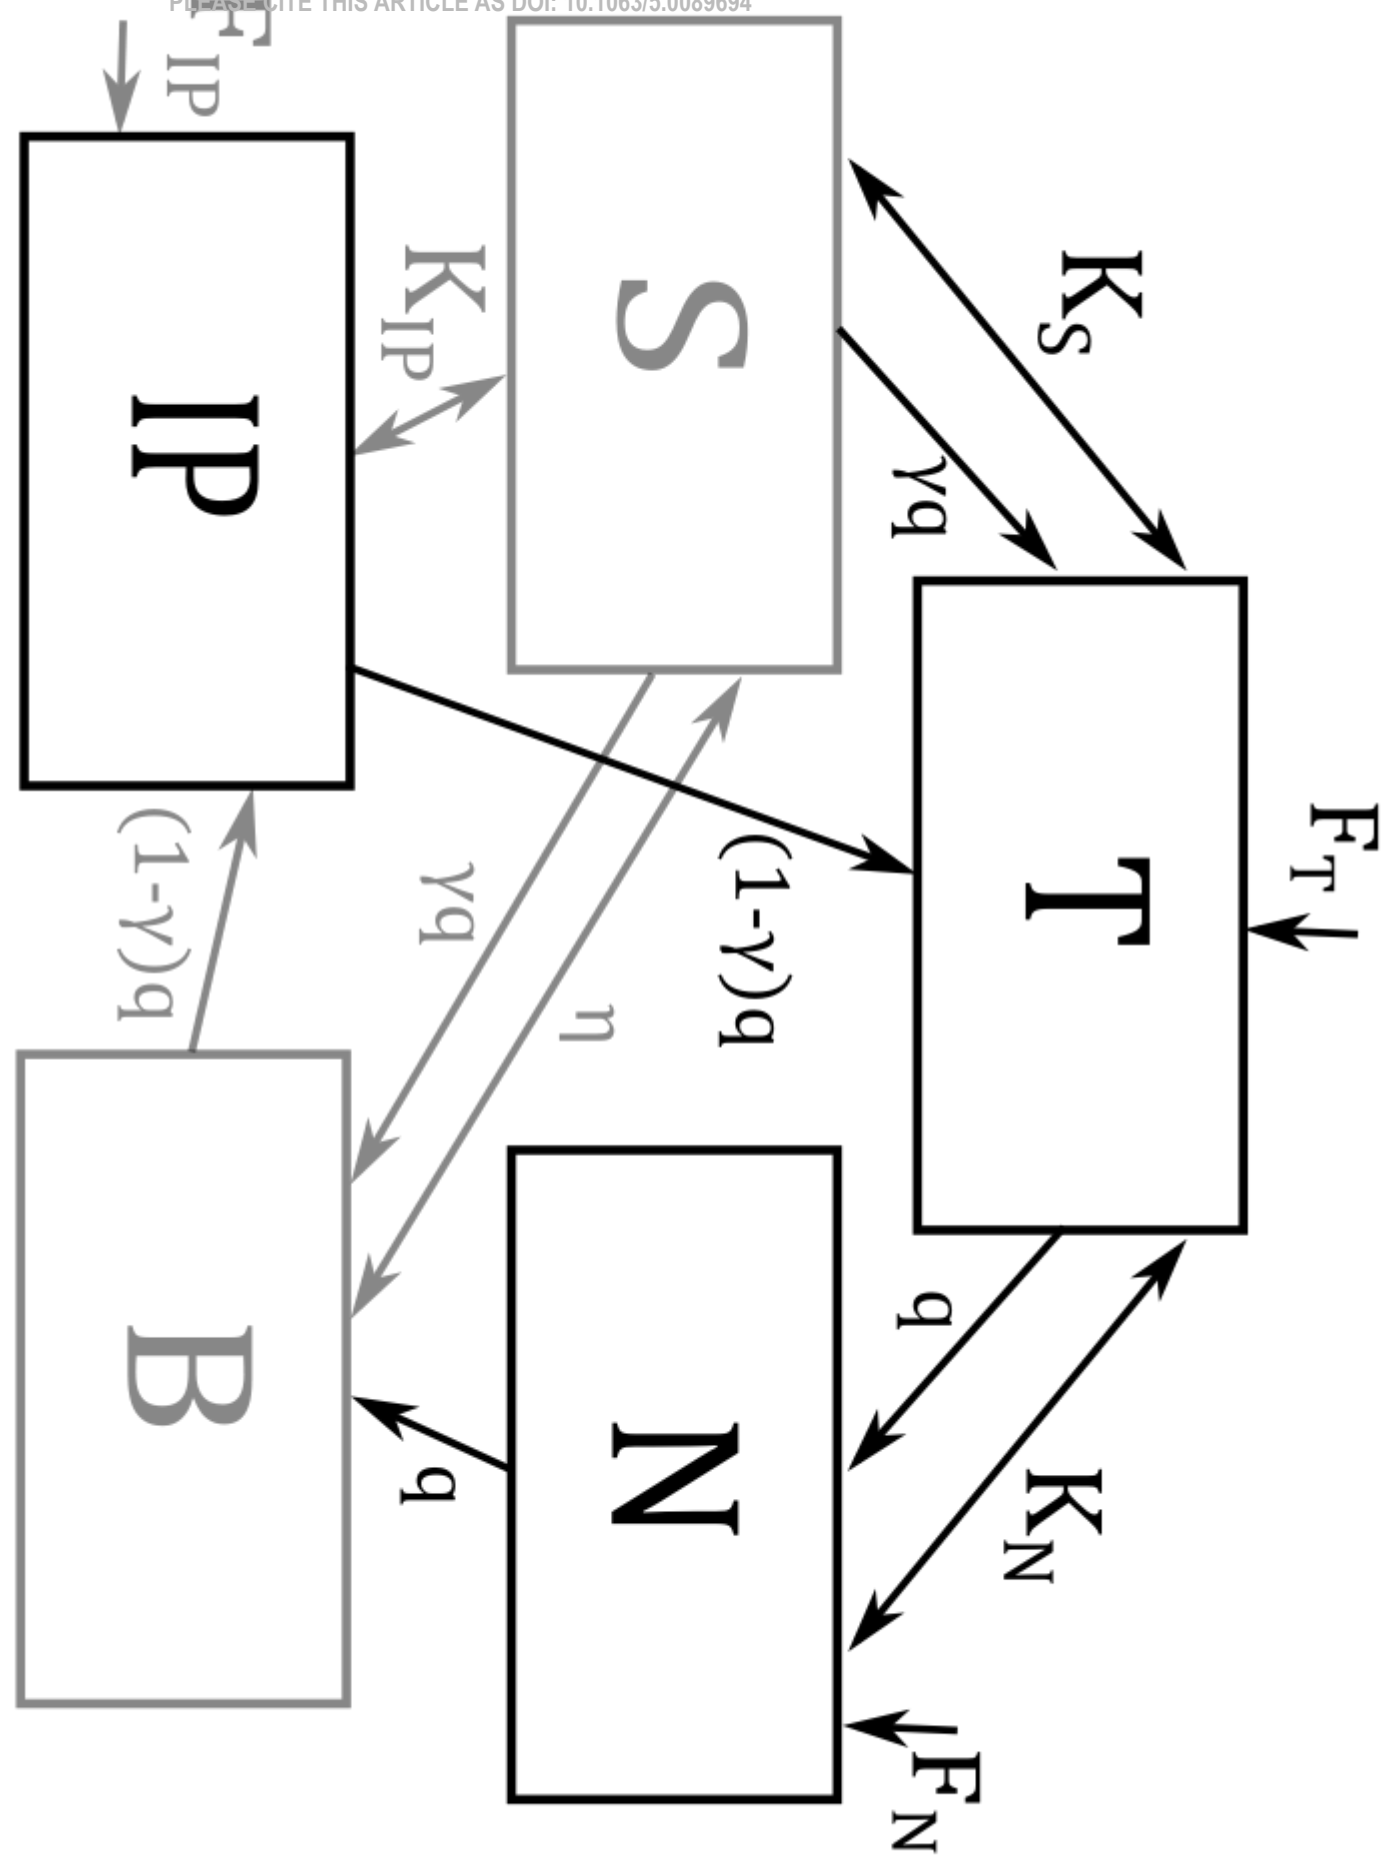 PLEASE CITE THIS ARTICLE AS DOI: 10.1063/5.0089694
F_T
K_S
T
K_N
γq
q
F_N
S
(1-γ)q
N
η
K_IP
γq
q
F_IP
IP
(1-γ)q
B